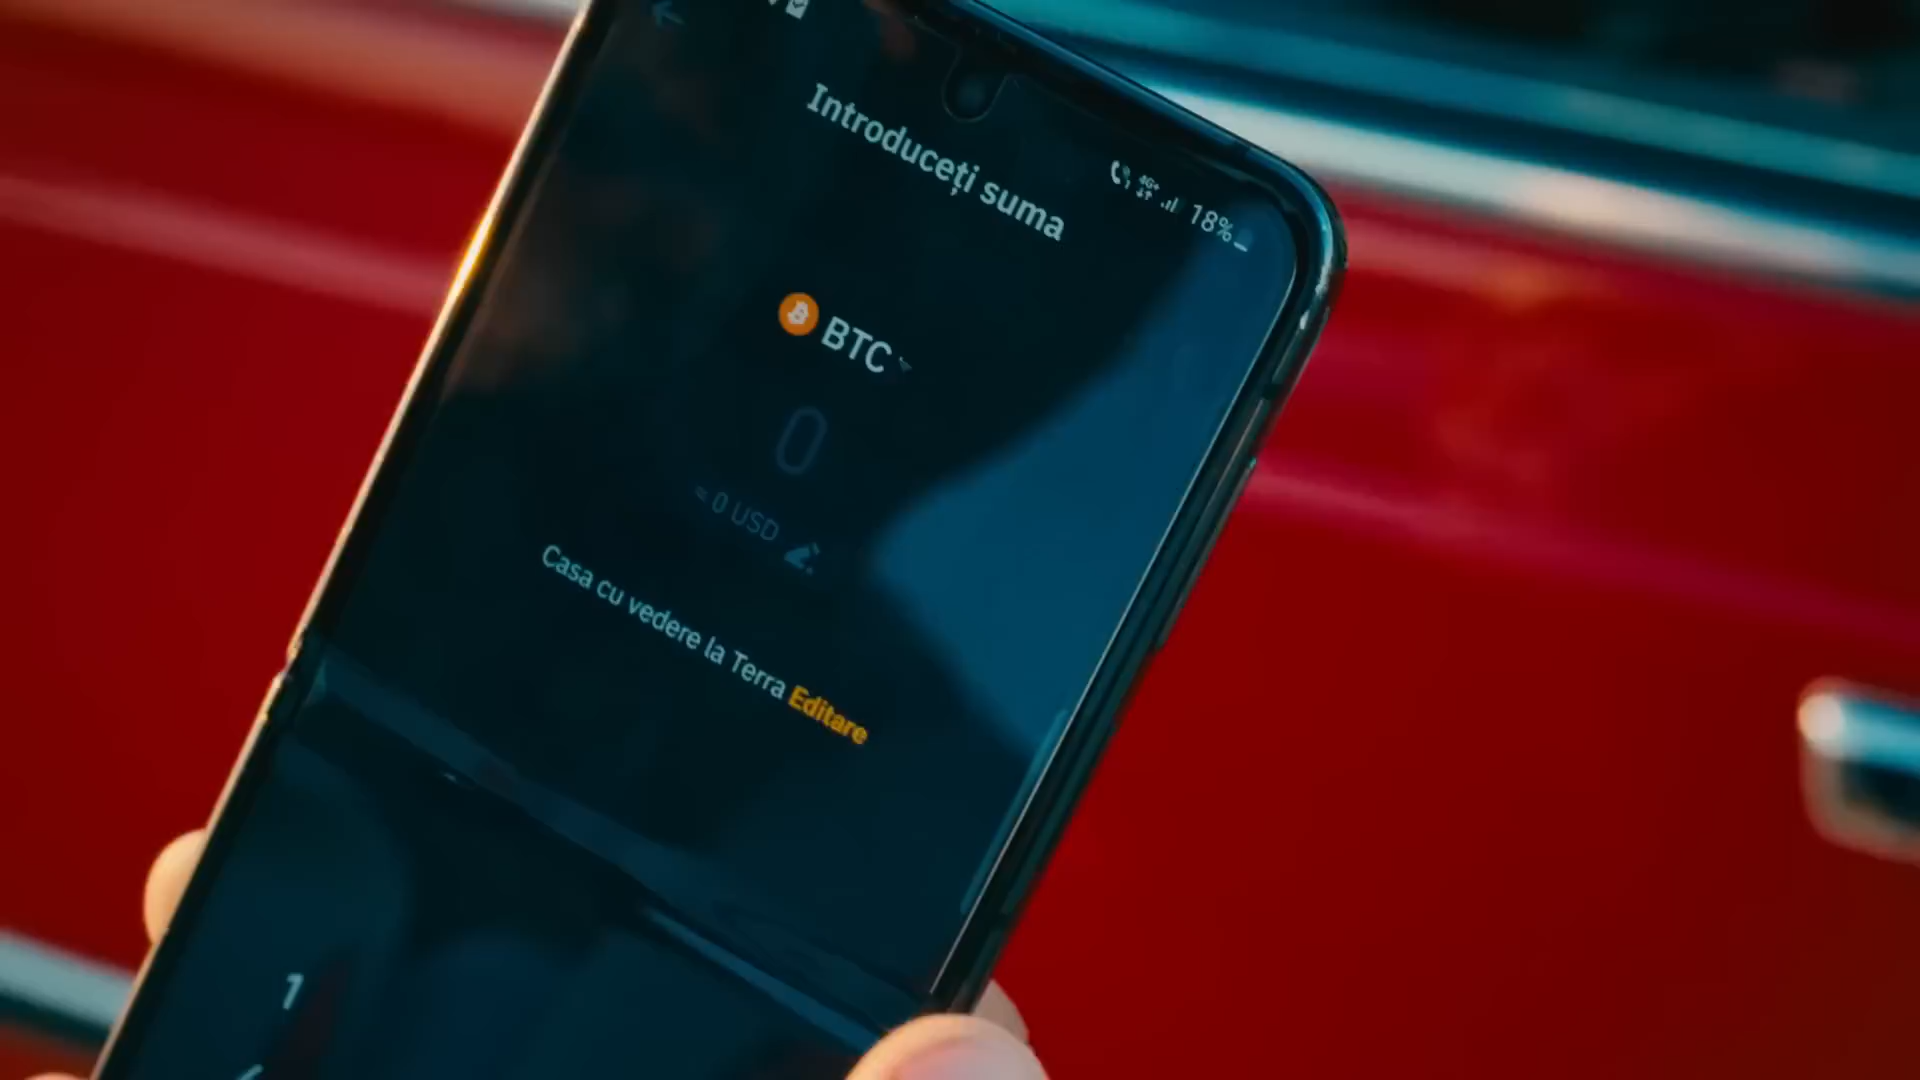 18%
Introduceți suma
BTC
0
≈ 0 USD
Casa cu vedere la Terra Editare
1